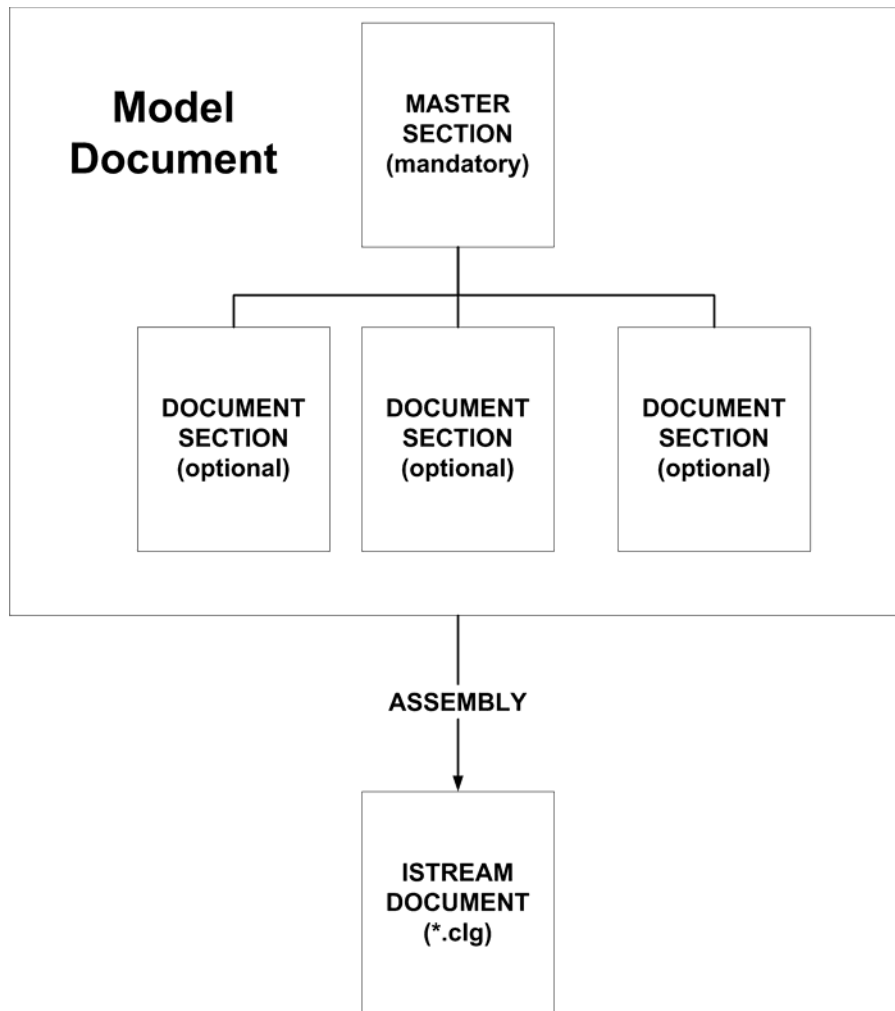 Model
Document
MASTER
SECTION
(mandatory)
DOCUMENT
SECTION
(optional)
DOCUMENT
SECTION
(optional)
DOCUMENT
SECTION
(optional)
ASSEMBLY
ISTREAM
DOCUMENT
(*.clg)